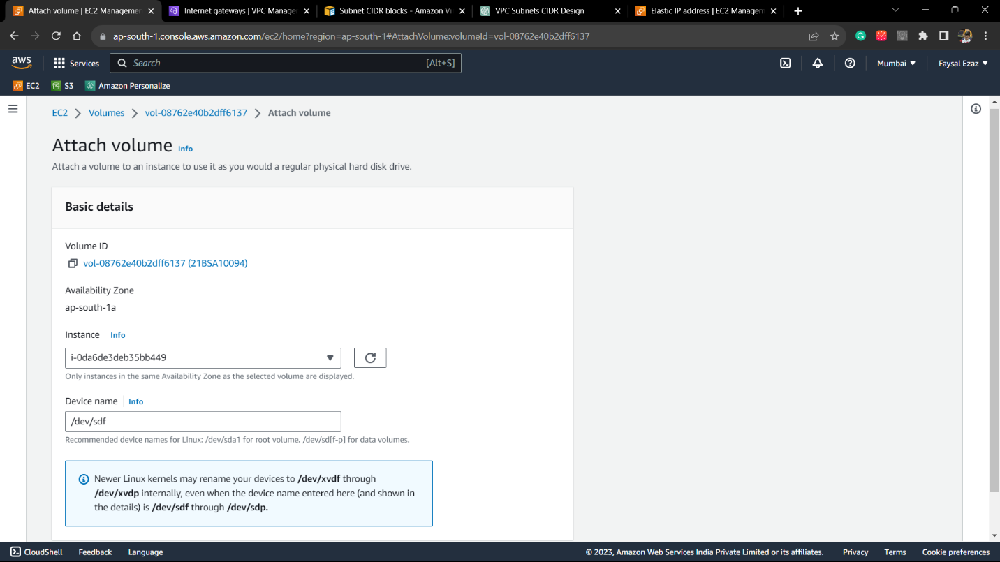 Attach volume | EC2 Managemen
Internet gateways | VPC Manager
Subnet CIDR blocks - Amazon Vi
VPC Subnets CIDR Design
Elastic IP address | EC2 Managem
ap-south-1.console.aws.amazon.com/ec2/home?region=ap-south-1#AttachVolume:volumeId=vol-08762e40b2dff6137
aws
Services
Search
[Alt+S]
Mumbai
Faysal Ezaz
EC2
S3
Amazon Personalize
EC2
Volumes
vol-08762e40b2dff6137
Attach volume
Attach volume Info
Attach a volume to an instance to use it as you would a regular physical hard disk drive.
Basic details
Volume ID
vol-08762e40b2dff6137 (21BSA10094)
Availability Zone
ap-south-1a
Instance Info
i-0da6de3deb35bb449
Only instances in the same Availability Zone as the selected volume are displayed.
Device name Info
/dev/sdf
Recommended device names for Linux: /dev/sda1 for root volume. /dev/sd[f-p] for data volumes.
Newer Linux kernels may rename your devices to /dev/xvdf through
/dev/xvdp internally, even when the device name entered here (and shown in
the details) is /dev/sdf through /dev/sdp.
CloudShell
Feedback
Language
© 2023, Amazon Web Services India Private Limited or its affiliates.
Privacy
Terms
Cookie preferences